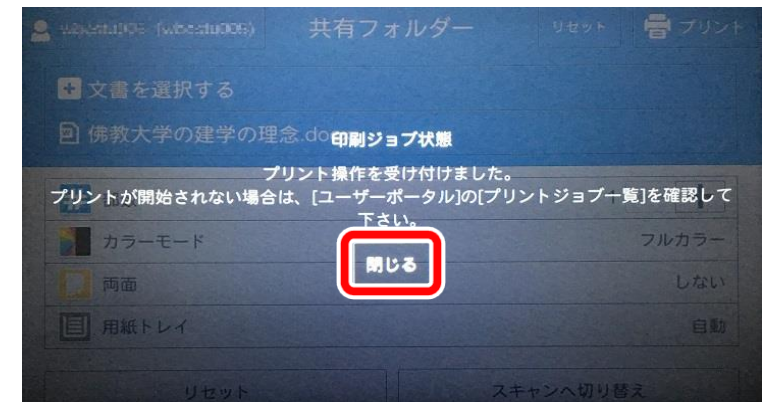 共有フォルダー
リセット
プリント
文書を選択する
佛教大学の建学の理念.do
印刷ジョブ状態
プリント操作を受け付けました。
プリントが開始されない場合は、[ユーザーポータル]の[プリントジョブ一覧]を確認して
下さい。
カラーモード
フルカラー
閉じる
両面
しない
用紙トレイ
自動
リセット
スキャンへ切り替え